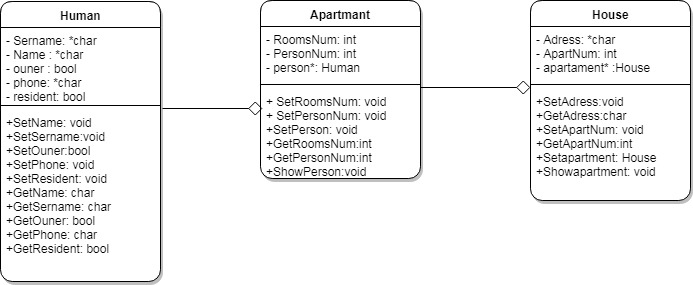 Human
- Sername: *char
- Name : *char
- ouner : bool
- phone: *char
- resident: bool
+SetName: void
+SetSername:void
+SetOuner:bool
+SetPhone: void
+SetResident: void
+GetName: char
+GetSername: char
+GetOuner: bool
+GetPhone: char
+GetResident: bool
Apartmant
- RoomsNum: int
- PersonNum: int
- person*: Human
+ SetRoomsNum: void
+ SetPersonNum: void
+SetPerson: void
+GetRoomsNum:int
+GetPersonNum:int
+ShowPerson:void
House
- Adress: *char
- ApartNum: int
- apartament* :House
+SetAdress:void
+GetAdress:char
+SetApartNum: void
+GetApartNum:int
+Setapartment: House
+Showapartment: void